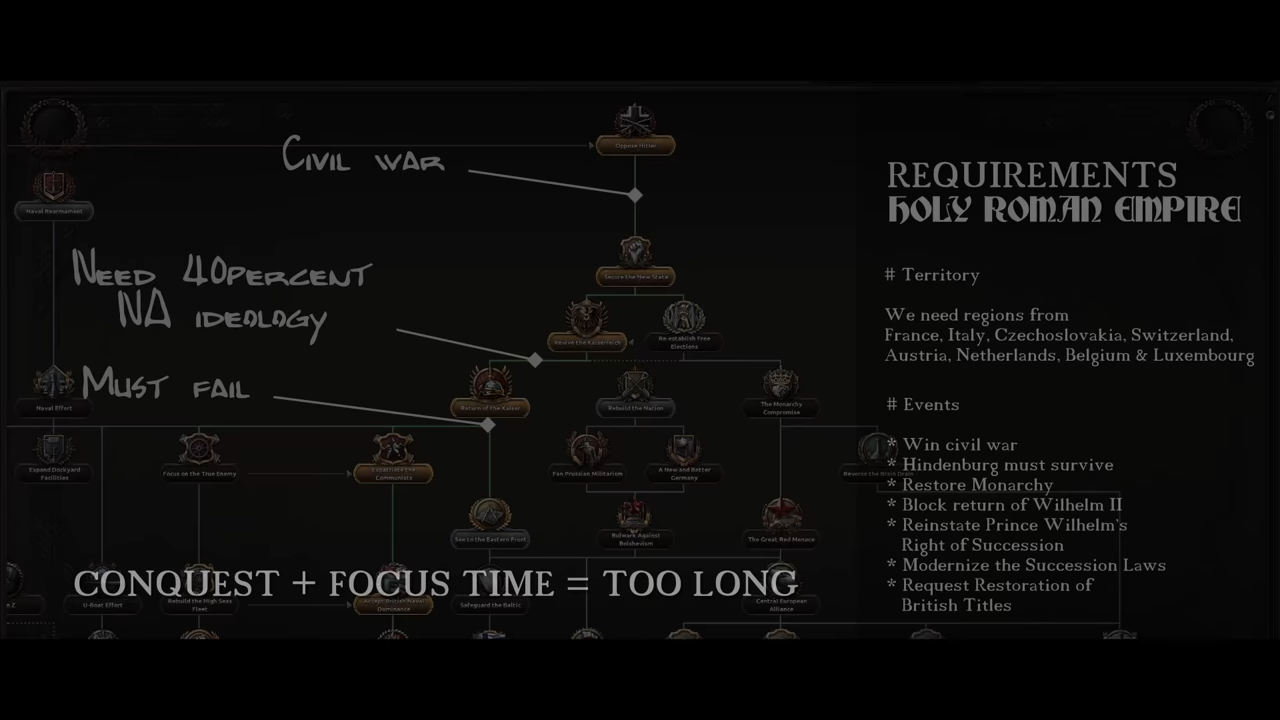 Oppose Hitler
CIVIL WAR
REQUIREMENTS
HOLY ROMAN EMPIRE
Naval Rearmament
NEED 40PERCENT
NA IDEOLOGY
Secure the New State
# Territory
We need regions from
France, Italy, Czechoslovakia, Switzerland,
Austria, Netherlands, Belgium & Luxembourg
Revive the Kaiserreich
Re-establish Free
Elections
MUST FAIL
Naval Effort
Return of the Kaiser
Rebuild the Nation
The Monarchy
Compromise
# Events
* Win civil war
* Hindenburg must survive
* Restore Monarchy
* Block return of Wilhelm II
* Reinstate Prince Wilhelm's
Right of Succession
* Modernize the Succession Laws
* Request Restoration of
British Titles
Expand Dockyard
Facilities
Focus on the True Enemy
Expatriate the
Communists
Fan Prussian Militarism
A New and Better
Germany
Reverse the Brain Drain
See to the Eastern Front
Bulwark Against
Bolshevism
The Great Red Menace
CONQUEST + FOCUS TIME = TOO LONG
U-Boat Effort
Rebuild the High Seas
Fleet
Accept British Naval
Dominance
Safeguard the Baltic
Central European
Alliance